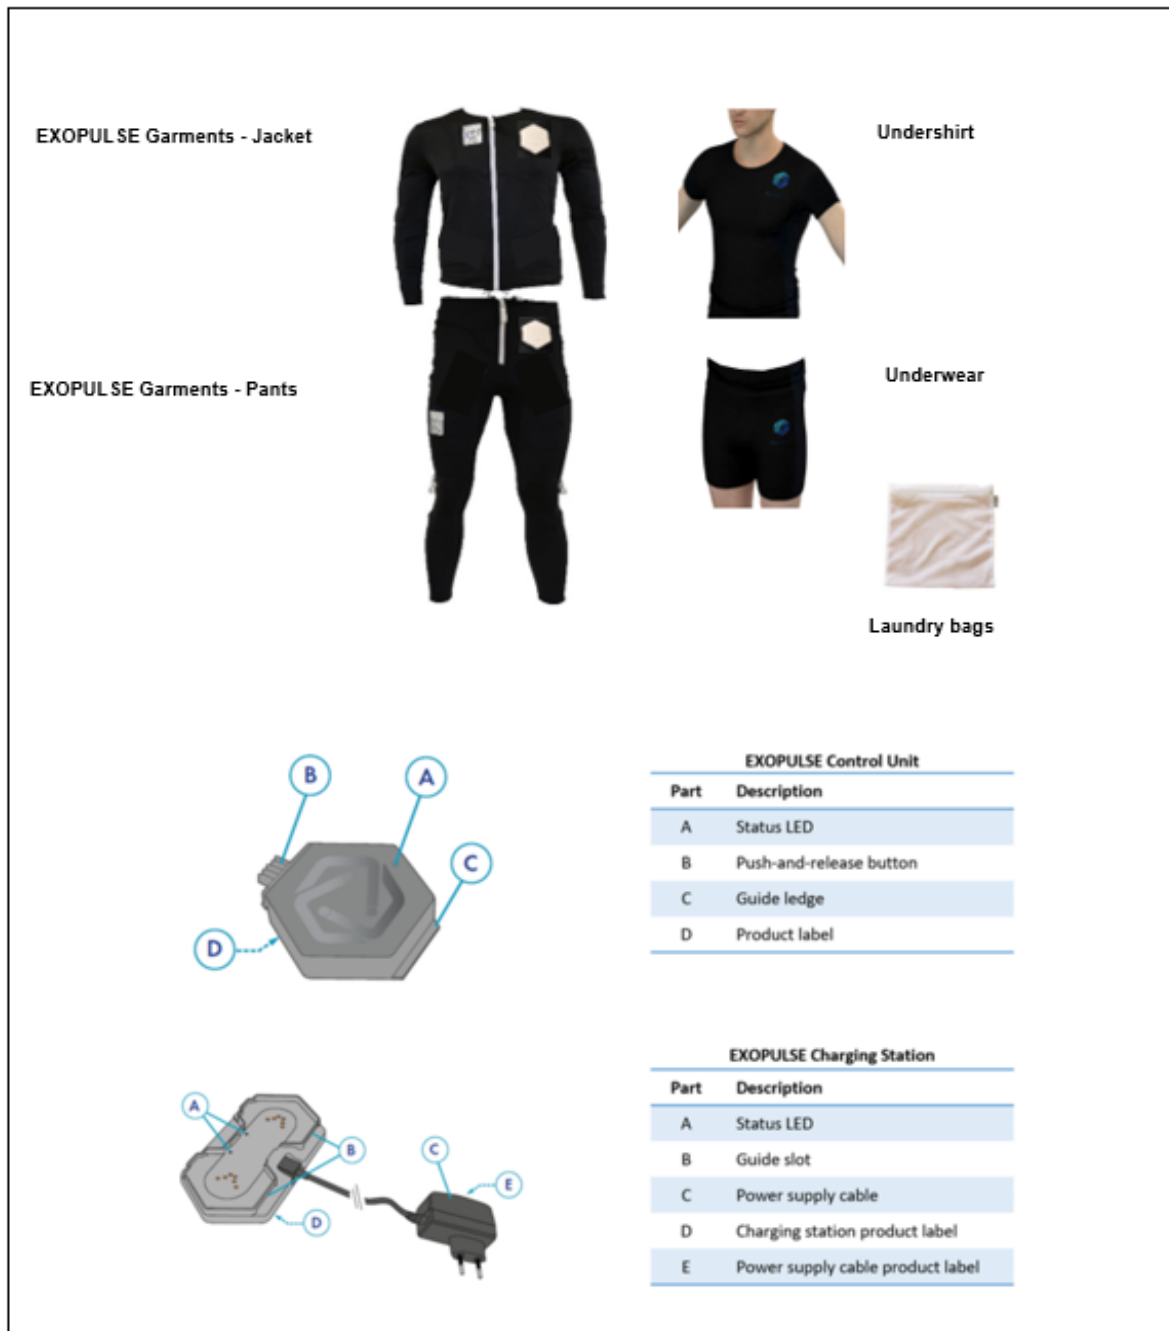 EXOPULSE Garments - Jacket
Undershirt
EXOPULSE Garments - Pants
Underwear
Laundry bags
B
A
C
D
EXOPULSE Control Unit
Part Description
A Status LED
B Push-and-release button
C Guide ledge
D Product label
A
B
C
E
D
EXOPULSE Charging Station
Part Description
A Status LED
B Guide slot
C Power supply cable
D Charging station product label
E Power supply cable product label